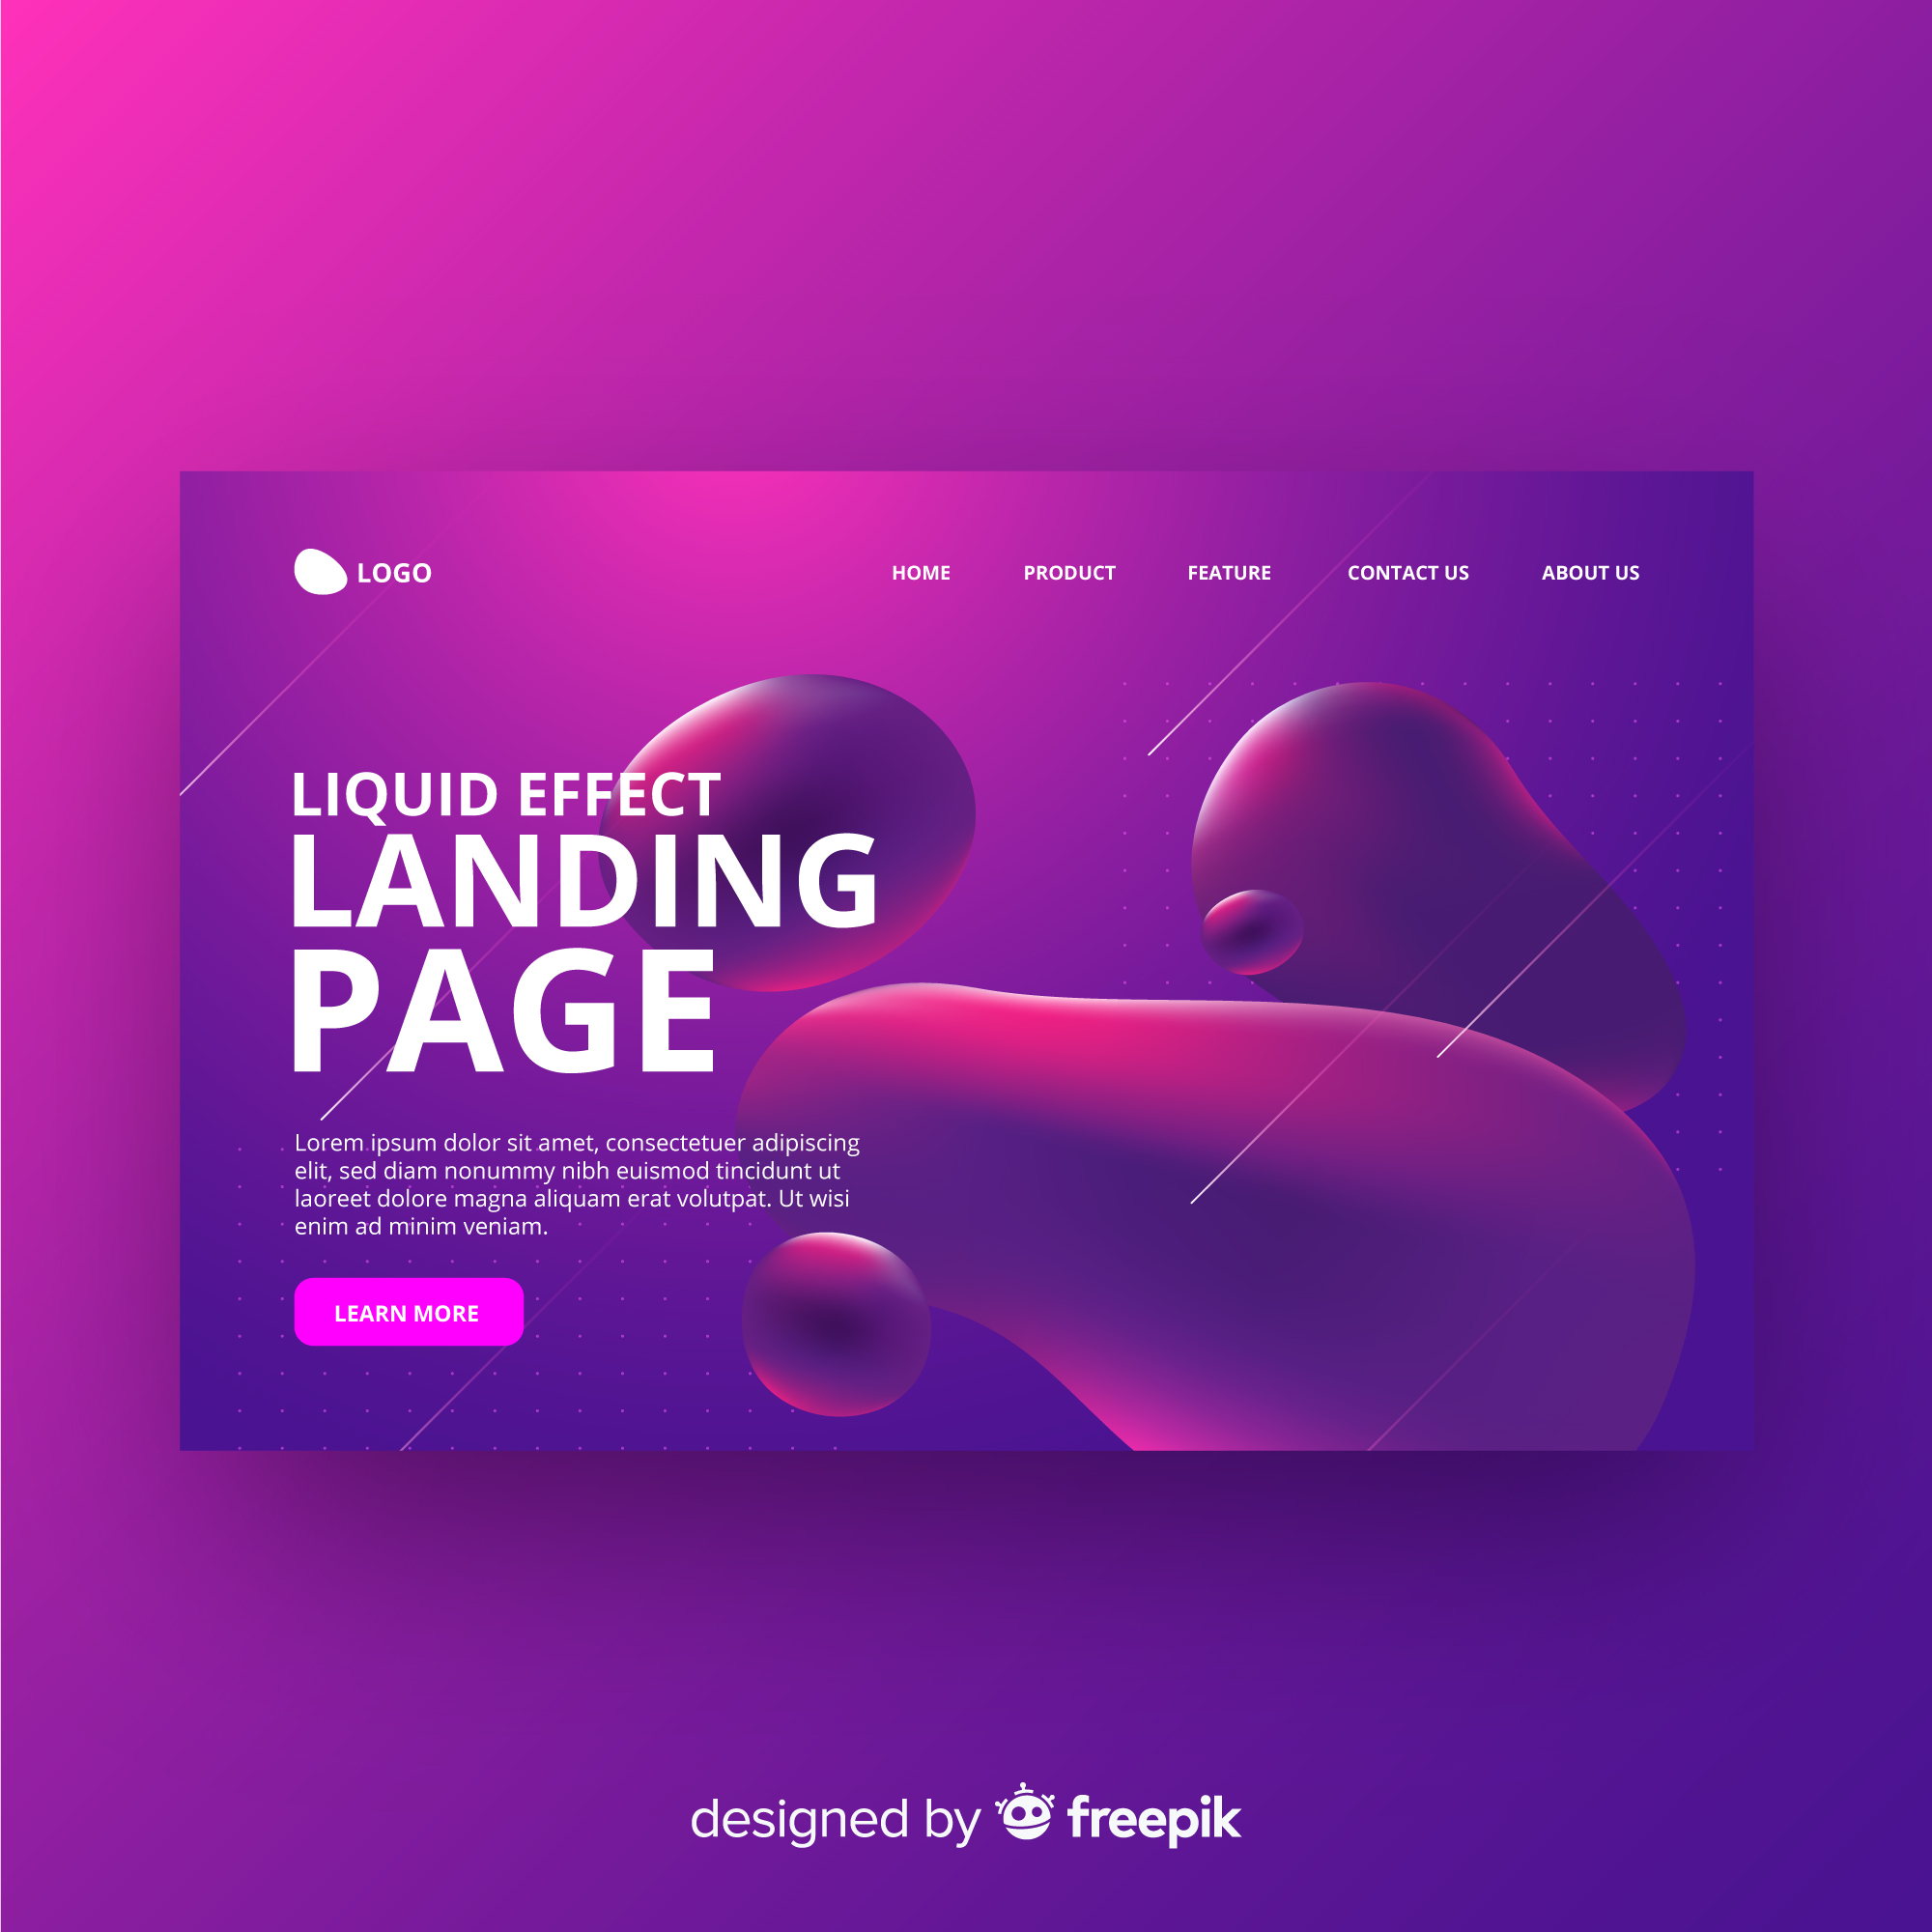 LOGO
HOME PRODUCT FEATURE CONTACT US ABOUT US
LIQUID EFFECT
LANDING
PAGE
Lorem ipsum dolor sit amet, consectetuer adipiscing
elit, sed diam nonummy nibh euismod tincidunt ut
laoreet dolore magna aliquam erat volutpat. Ut wisi
enim ad minim veniam.
LEARN MORE
designed by freepik